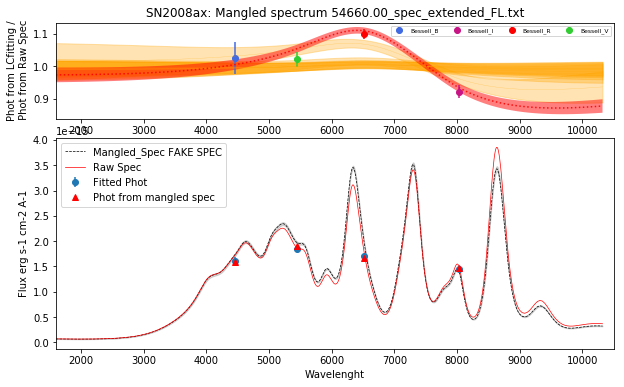 SN2008ax: Mangled spectrum 54660.00_spec_extended_FL.txt
Phot from LCfitting /
Phot from Raw Spec
1.1
1.0
0.9
Bessell_B
Bessell_I
Bessell_R
Bessell_V
2000 3000 4000 5000 6000 7000 8000 9000 10000
Flux erg s-1 cm-2 A-1
4.0
3.5
3.0
2.5
2.0
1.5
1.0
0.5
0.0
Mangled_Spec FAKE SPEC
Raw Spec
Fitted Phot
Phot from mangled spec
2000 3000 4000 5000 6000 7000 8000 9000 10000
Wavelenght